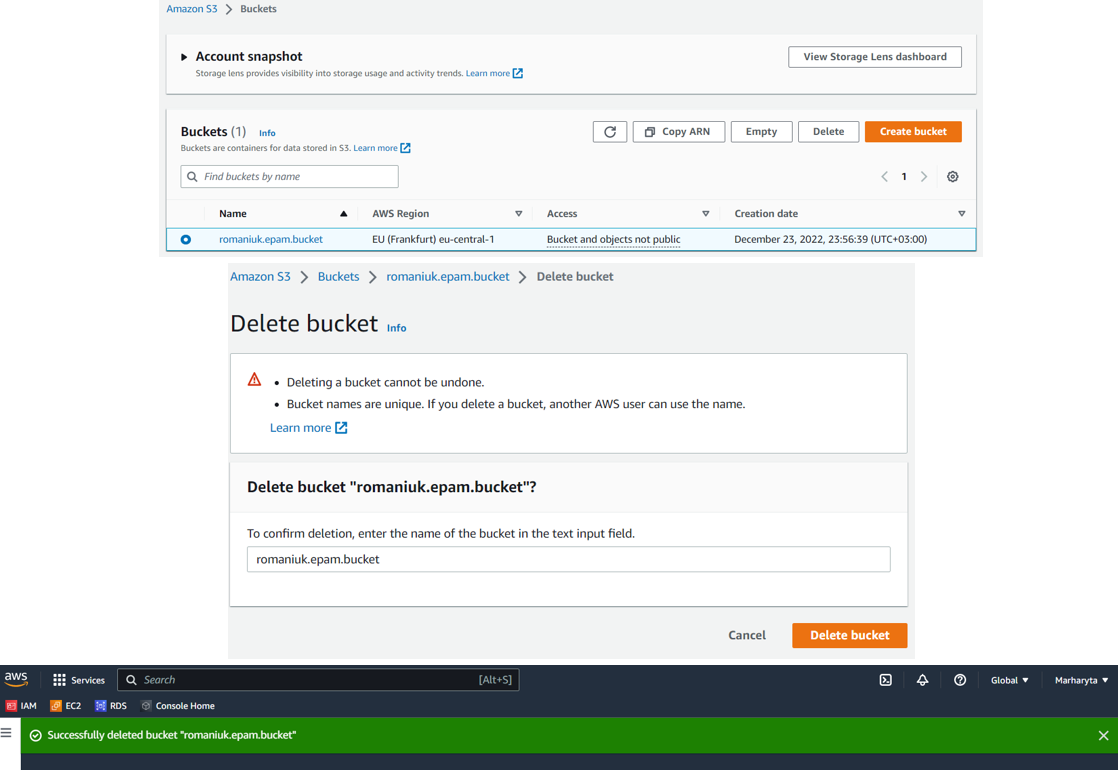 Amazon S3 > Buckets
Account snapshot
View Storage Lens dashboard
Storage lens provides visibility into storage usage and activity trends. Learn more
Buckets (1) Info
Copy ARN Empty Delete Create bucket
Buckets are containers for data stored in S3. Learn more
Find buckets by name
1
Name AWS Region Access Creation date
romaniuk.epam.bucket EU (Frankfurt) eu-central-1 Bucket and objects not public December 23, 2022, 23:56:39 (UTC+03:00)
Amazon S3 > Buckets > romaniuk.epam.bucket > Delete bucket
Delete bucket Info
• Deleting a bucket cannot be undone.
• Bucket names are unique. If you delete a bucket, another AWS user can use the name.
Learn more
Delete bucket "romaniuk.epam.bucket"?
To confirm deletion, enter the name of the bucket in the text input field.
romaniuk.epam.bucket
Cancel Delete bucket
aws Services Search [Alt+S] Global Marharyta
IAM EC2 RDS Console Home
Successfully deleted bucket "romaniuk.epam.bucket"